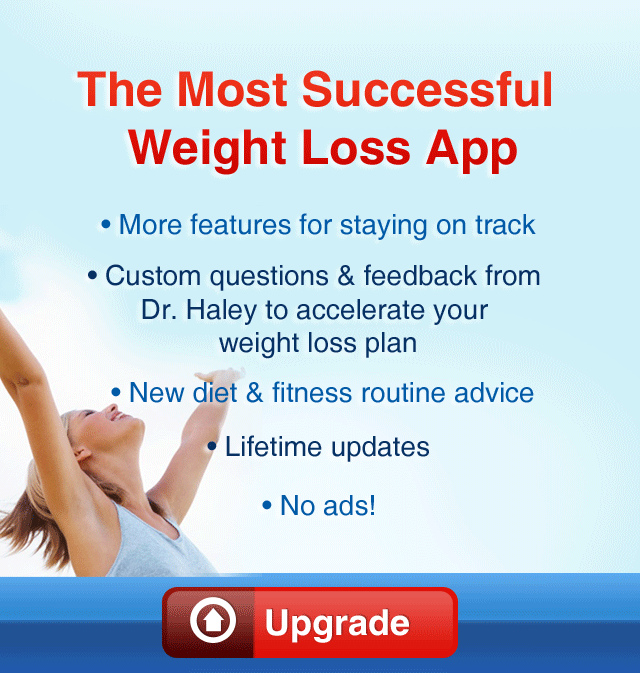 The Most Successful
Weight Loss App
• More features for staying on track
• Custom questions & feedback from
Dr. Haley to accelerate your
weight loss plan
• New diet & fitness routine advice
• Lifetime updates
• No ads!
Upgrade